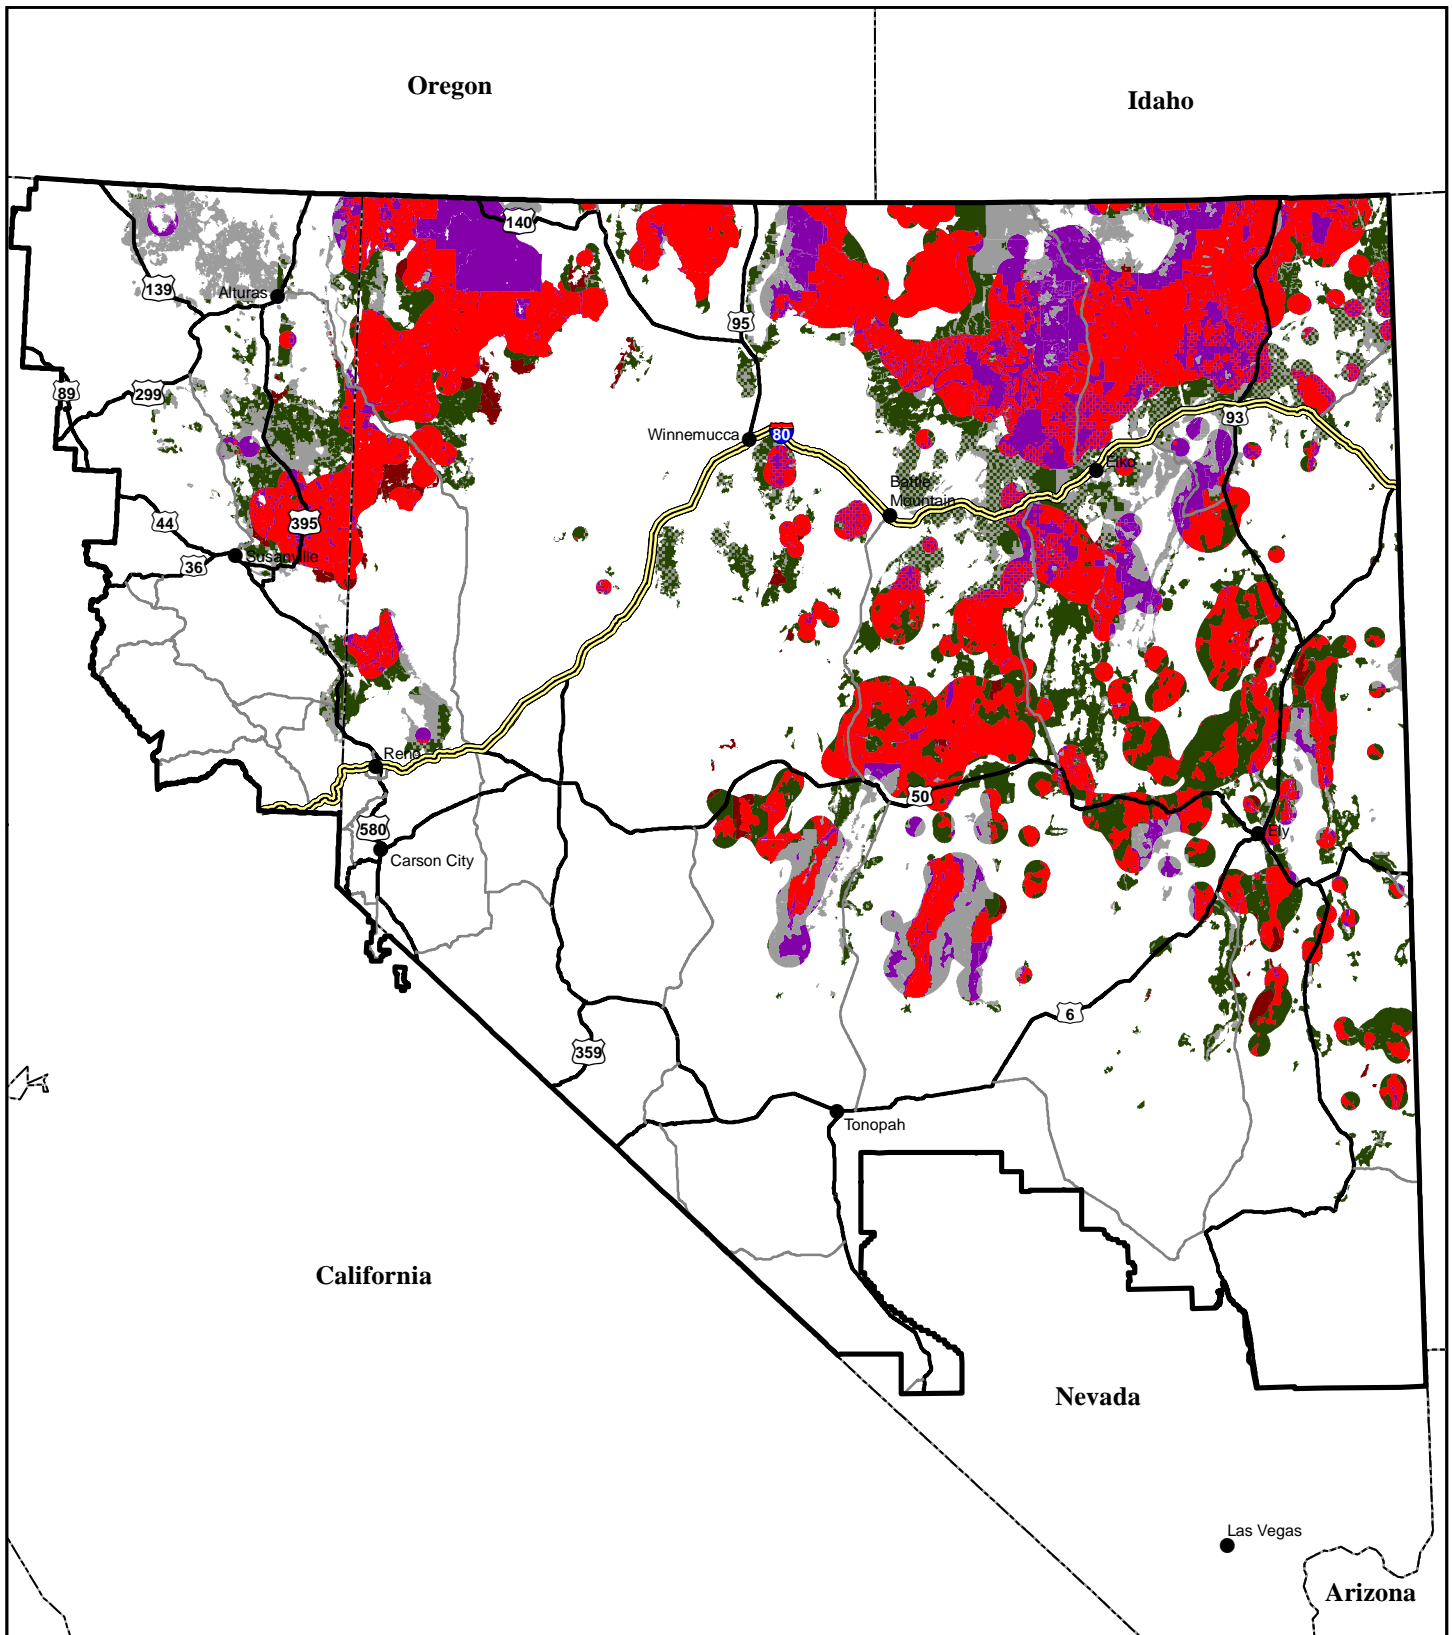 Oregon
Idaho
140
139
Alturas
95
89
299
93
Winnemucca
80
Elko
Battle
Mountain
44
395
36
Susanville
Reno
50
580
Ely
Carson City
6
359
Tonopah
California
Nevada
Las Vegas
Arizona